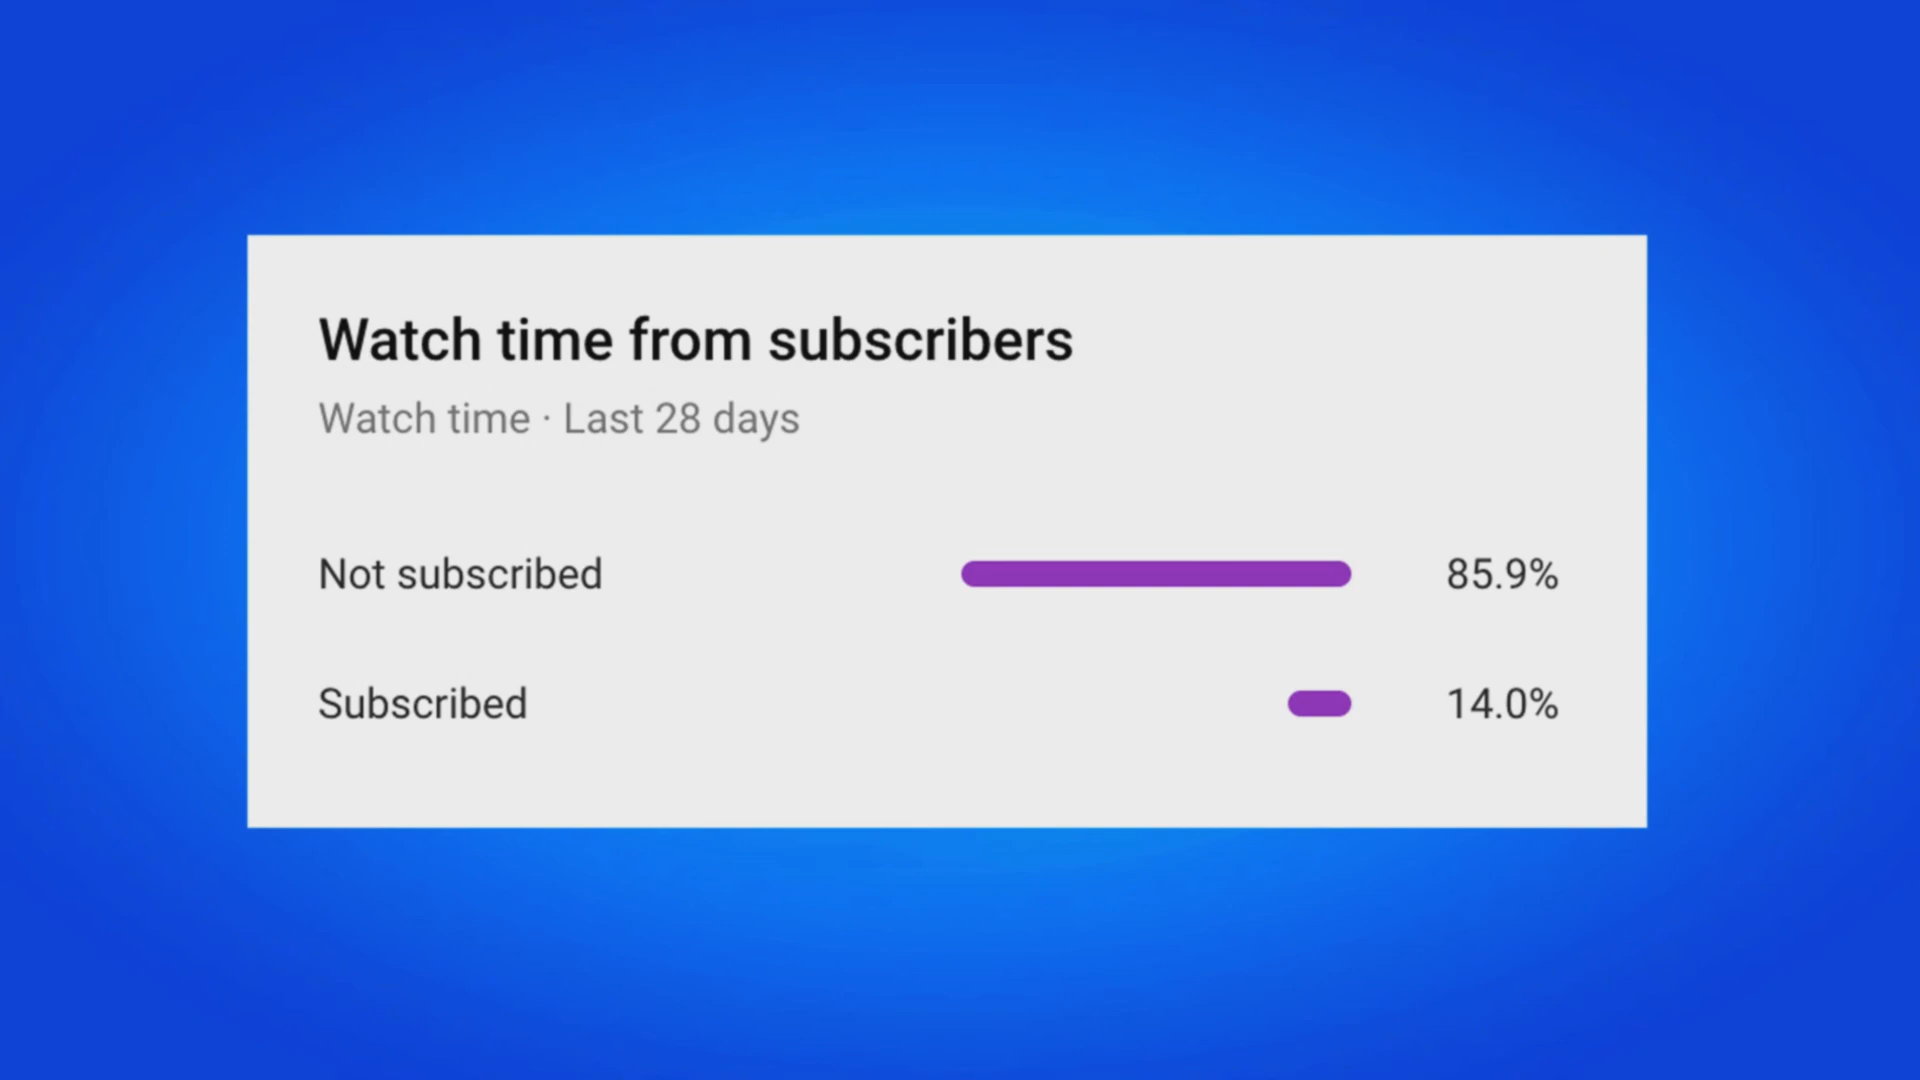 Watch time from subscribers
Watch time · Last 28 days
Not subscribed 85.9%
Subscribed 14.0%